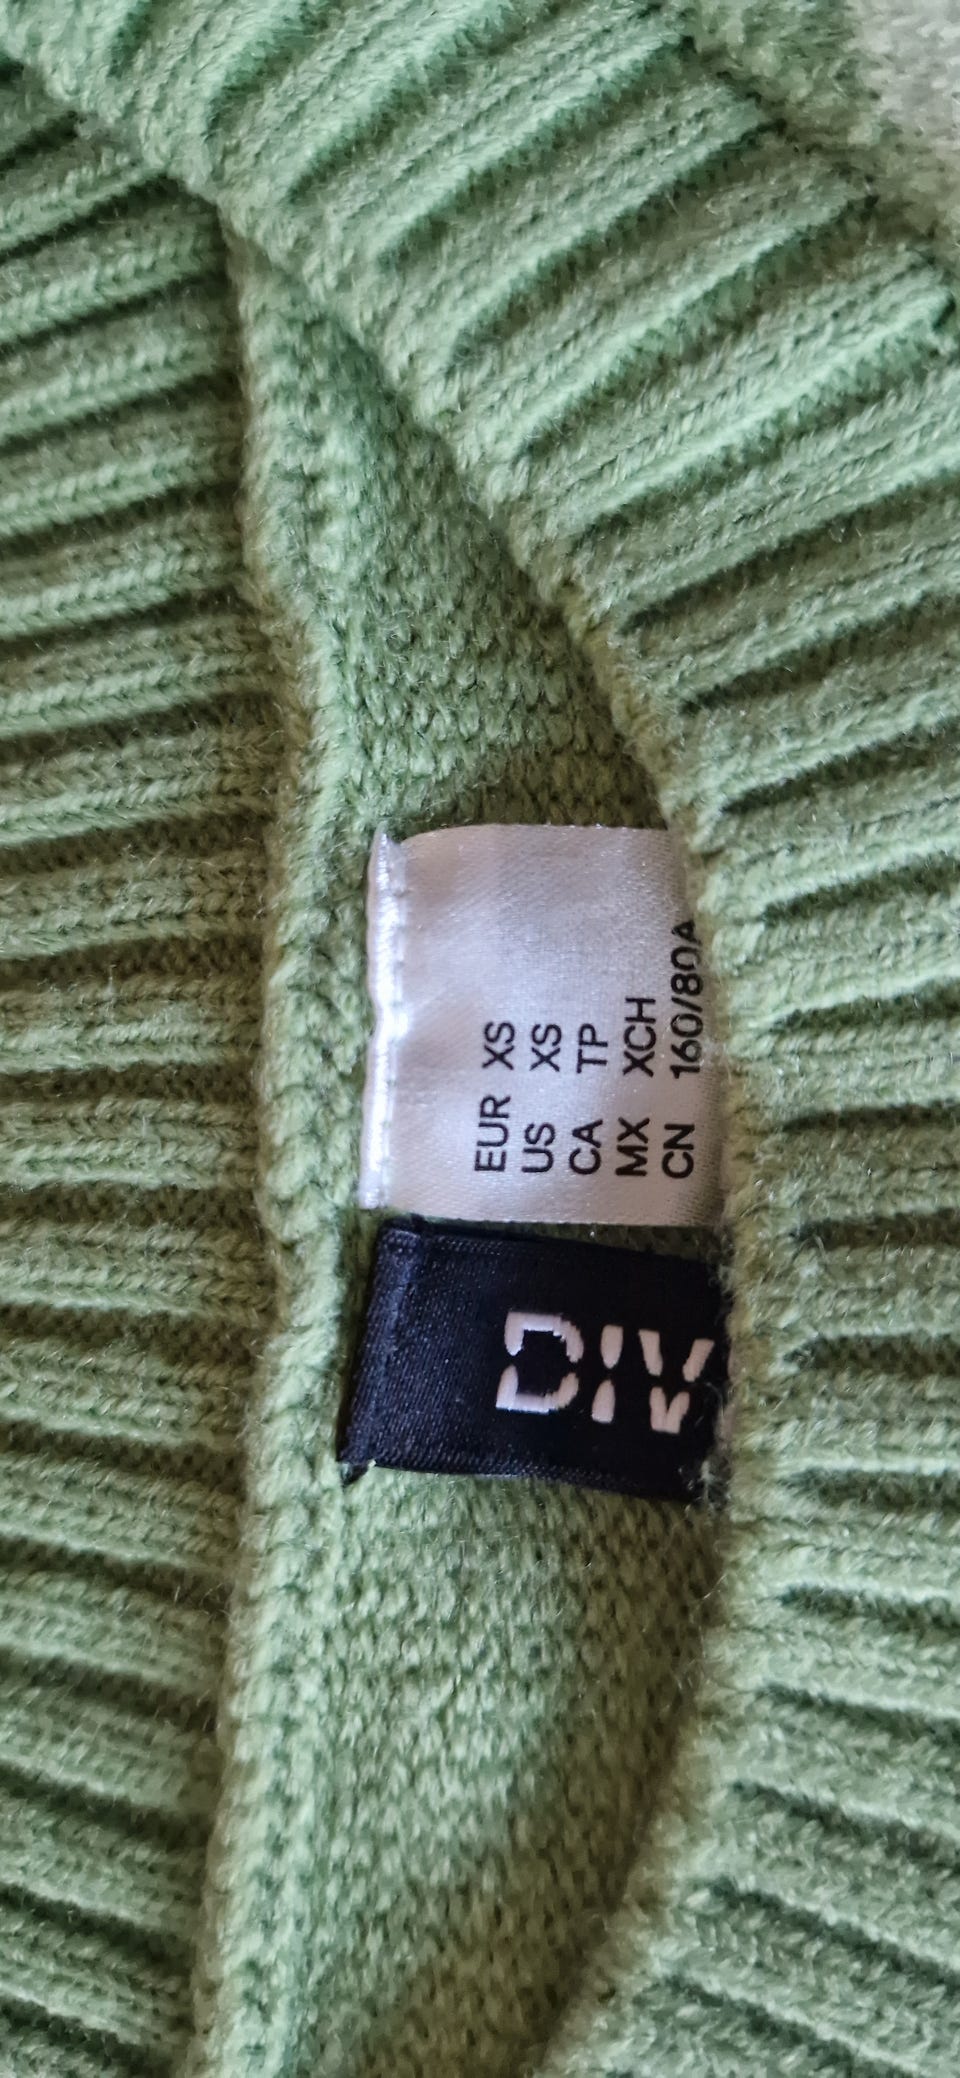 EUR XS
US XS
CA TP
MX XCH
CN 160/80A
DIV